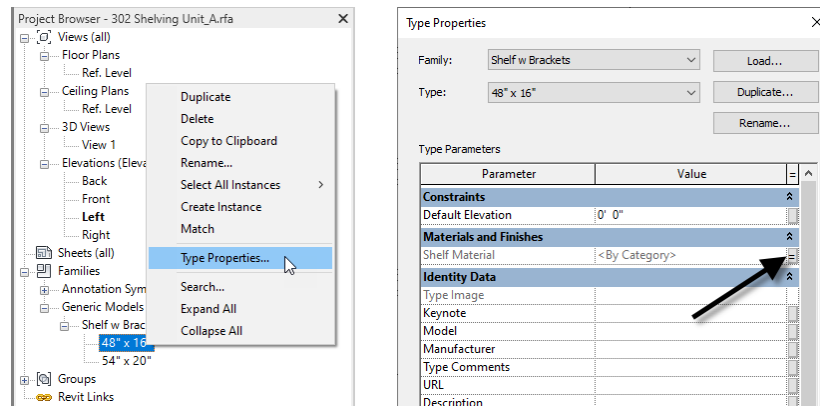 Project Browser - 302 Shelving Unit_A.rfa
Views (all)
Floor Plans
Ref. Level
Ceiling Plans
Ref. Level
3D Views
View 1
Elevations (Eleva
Back
Front
Left
Right
Sheets (all)
Families
Annotation Sym
Generic Models
Shelf w Brac
48" x 16"
54" x 20"
Groups
Revit Links
Duplicate
Delete
Copy to Clipboard
Rename...
Select All Instances
Create Instance
Match
Type Properties...
Search...
Expand All
Collapse All
Type Properties
Family: Shelf w Brackets Load...
Type: 48" x 16" Duplicate...
Rename...
Type Parameters
Parameter Value =
Constraints
Default Elevation 0' 0"
Materials and Finishes
Shelf Material <By Category> =
Identity Data
Type Image
Keynote
Model
Manufacturer
Type Comments
URL
Description